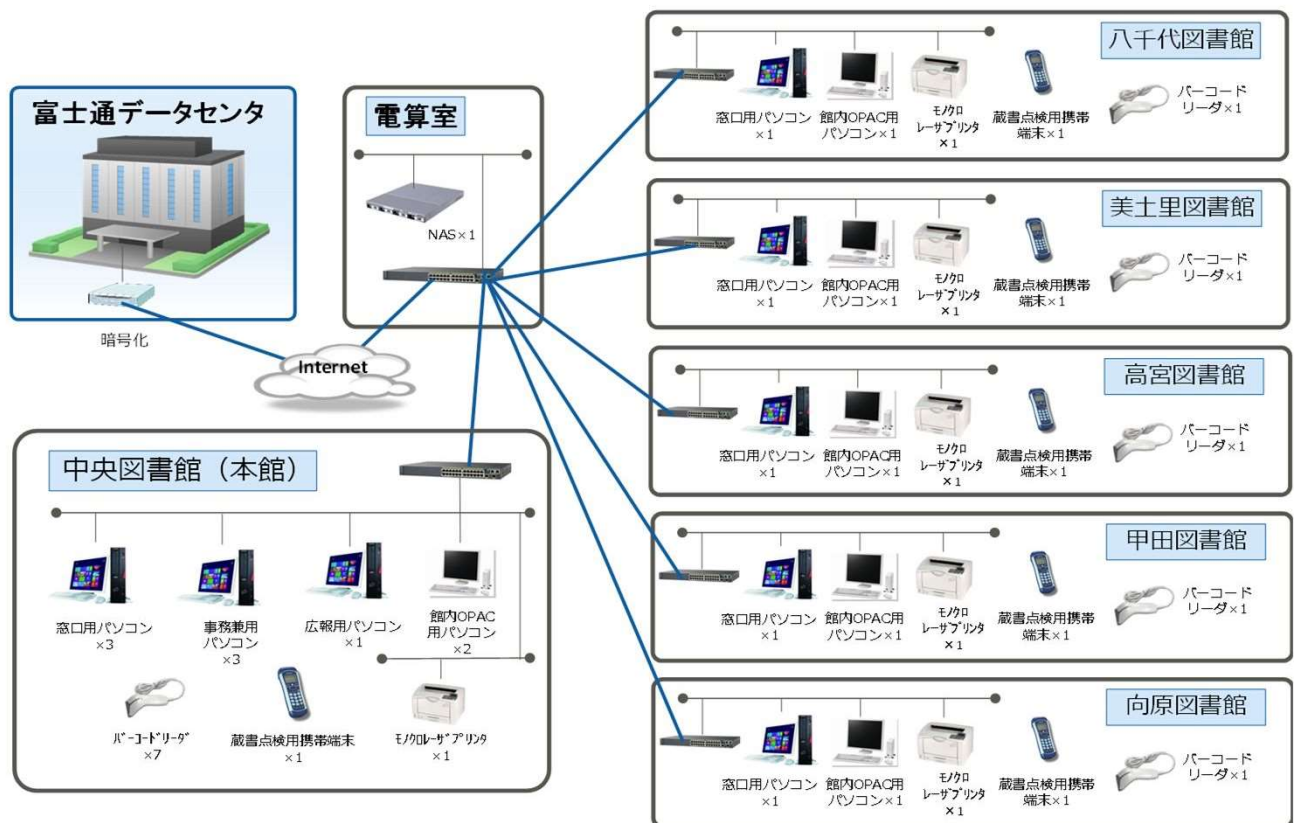 富士通データセンタ
暗号化
Internet
電算室
NAS×1
中央図書館（本館）
窓口用パソコン
×3
事務兼用
パソコン
×3
広報用パソコン
×1
館内OPAC
用パソコン
×2
ﾊﾞｰｺｰﾄﾞﾘｰﾀﾞ
×7
蔵書点検用携帯端末
×1
ﾓﾉｸﾛﾚｰｻﾞﾌﾟﾘﾝﾀ
×1
八千代図書館
窓口用パソコン
×1
館内OPAC用
パソコン×1
ﾓﾉｸﾛ
ﾚｰｻﾞﾌﾟﾘﾝﾀ
×1
蔵書点検用携帯
端末×1
バーコード
リーダ×1
美土里図書館
窓口用パソコン
×1
館内OPAC用
パソコン×1
ﾓﾉｸﾛ
ﾚｰｻﾞﾌﾟﾘﾝﾀ
×1
蔵書点検用携帯
端末×1
バーコード
リーダ×1
高宮図書館
窓口用パソコン
×1
館内OPAC用
パソコン×1
ﾓﾉｸﾛ
ﾚｰｻﾞﾌﾟﾘﾝﾀ
×1
蔵書点検用携帯
端末×1
バーコード
リーダ×1
甲田図書館
窓口用パソコン
×1
館内OPAC用
パソコン×1
ﾓﾉｸﾛ
ﾚｰｻﾞﾌﾟﾘﾝﾀ
×1
蔵書点検用携帯
端末×1
バーコード
リーダ×1
向原図書館
窓口用パソコン
×1
館内OPAC用
パソコン×1
ﾓﾉｸﾛ
ﾚｰｻﾞﾌﾟﾘﾝﾀ
×1
蔵書点検用携帯
端末×1
バーコード
リーダ×1